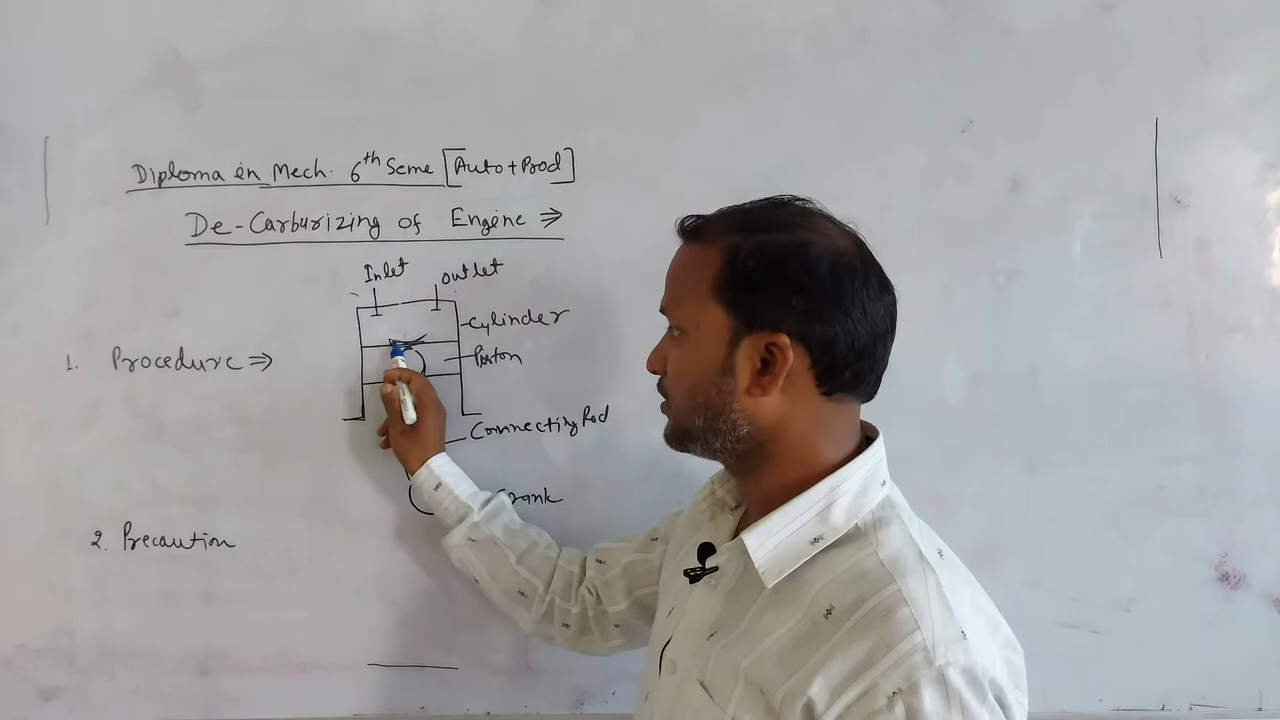 Diploma in Mech. 6th Seme [Auto+Prod]
De-Carburizing of Engine ⇒
Inlet
outlet
Cylinder
Piston
1. Procedure ⇒
Connecting Rod
Crank
2. Precaution